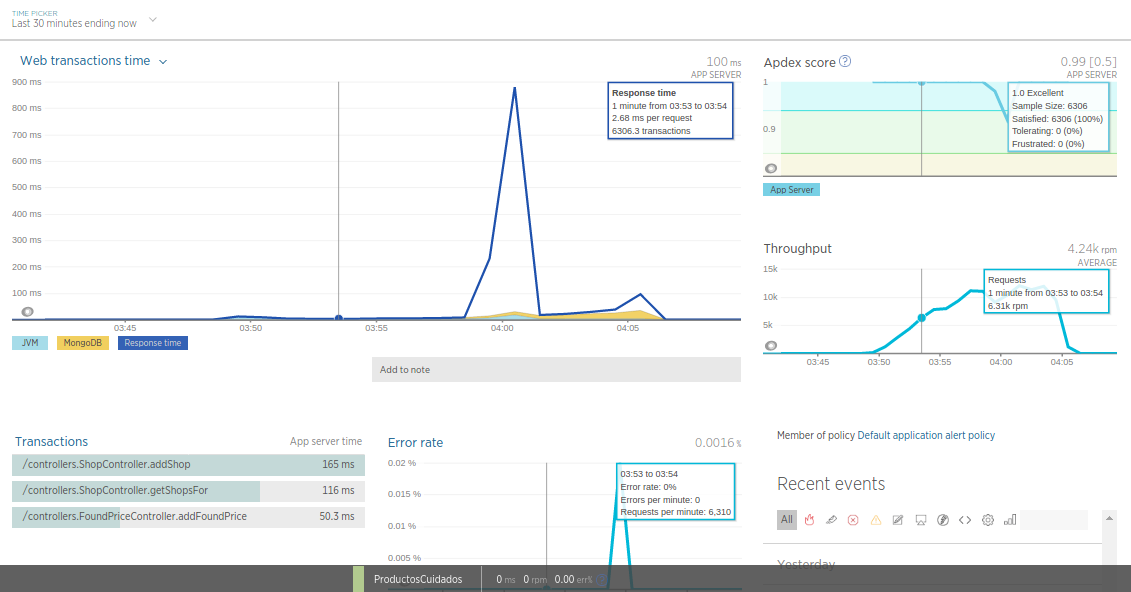 TIME PICKER
Last 30 minutes ending now
Web transactions time
100 ms
APP SERVER
900 ms
800 ms
700 ms
600 ms
500 ms
400 ms
300 ms
200 ms
100 ms
Response time
1 minute from 03:53 to 03:54
2.68 ms per request
6306.3 transactions
03:45
03:50
03:55
04:00
04:05
JVM
MongoDB
Response time
Add to note
Apdex score ?
0.99 [0.5]
APP SERVER
1
0.9
1.0 Excellent
Sample Size: 6306
Satisfied: 6306 (100%)
Tolerating: 0 (0%)
Frustrated: 0 (0%)
App Server
Throughput
4.24k rpm
AVERAGE
15k
10k
5k
Requests
1 minute from 03:53 to 03:54
6.31k rpm
03:45
03:50
03:55
04:00
04:05
Transactions
App server time
/controllers.ShopController.addShop
165 ms
/controllers.ShopController.getShopsFor
116 ms
/controllers.FoundPriceController.addFoundPrice
50.3 ms
Error rate
0.0016 %
0.02 %
0.015 %
0.01 %
0.005 %
03:53 to 03:54
Error rate: 0%
Errors per minute: 0
Requests per minute: 6,310
Member of policy Default application alert policy
Recent events
All
Yesterday
ProductosCuidados
0 ms 0 rpm 0.00 err%